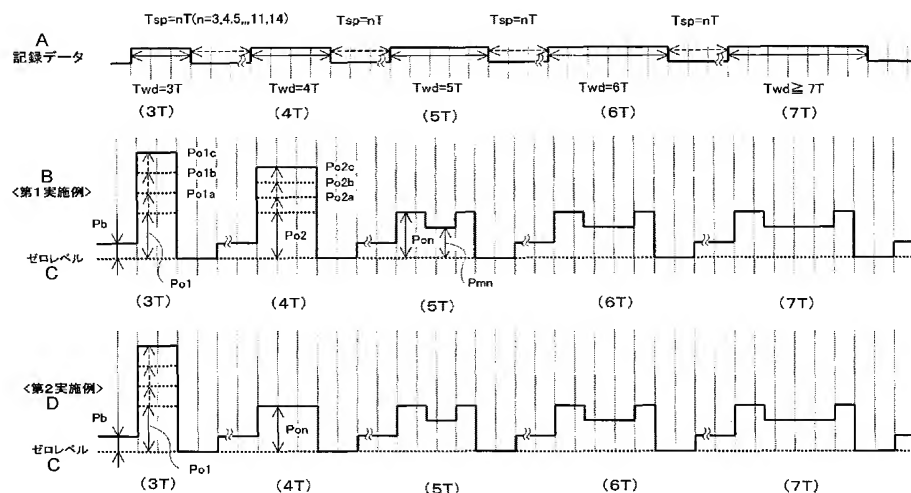 Tsp=nT(n=3,4.5,,,11,14)
Tsp=nT
Tsp=nT
Tsp=nT
A
記録データ
Twd=3T
Twd=4T
Twd=5T
Twd=6T
Twd≧ 7T
(3T)
(4T)
(5T)
(6T)
(7T)
B
<第1実施例>
Po1c
Po1b
Po1a
Po2c
Po2b
Po2a
Pb
Po2
Pon
ゼロレベル
C
Po1
Pmn
(3T)
(4T)
(5T)
(6T)
(7T)
<第2実施例>
D
Pb
Pon
ゼロレベル
C
Po1
(3T)
(4T)
(5T)
(6T)
(7T)